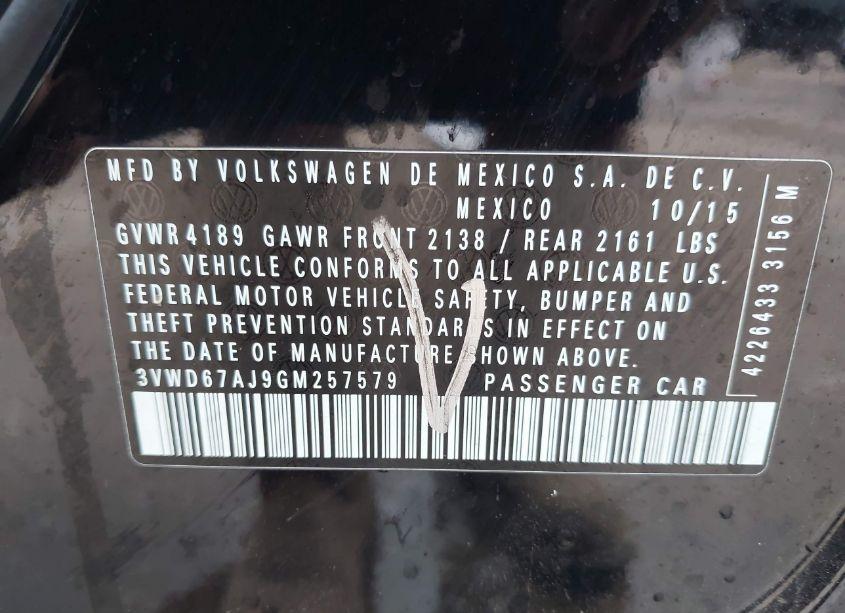 MFD BY VOLKSWAGEN DE MEXICO S.A. DE C.V.
MEXICO 10/15
GVWR 4189 GAWR FRONT 2138 / REAR 2161 LBS
THIS VEHICLE CONFORMS TO ALL APPLICABLE U.S.
FEDERAL MOTOR VEHICLE SAFETY, BUMPER AND
THEFT PREVENTION STANDARDS IN EFFECT ON
THE DATE OF MANUFACTURE SHOWN ABOVE.
3VWD67AJ9GM257579 PASSENGER CAR
4226433 3156 M